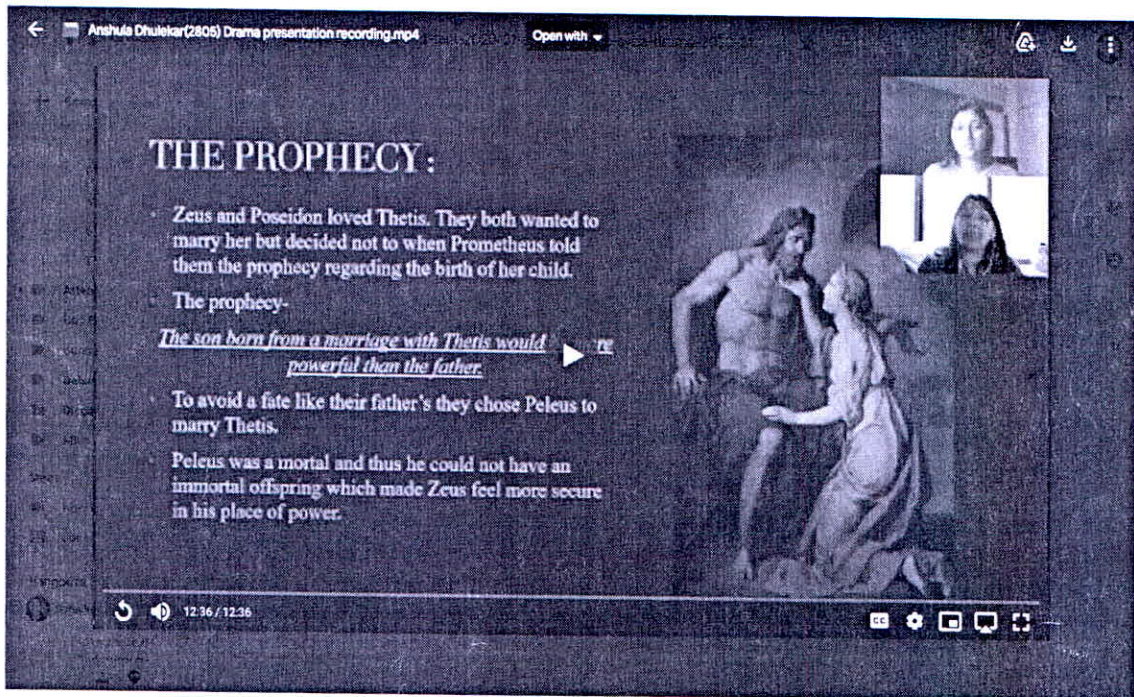 Anshula Dhulekar(2805) Drama presentation recording.mp4
Open with
THE PROPHECY:
Zeus and Poseidon loved Thetis. They both wanted to
marry her but decided not to when Prometheus told
them the prophecy regarding the birth of her child.
The prophecy-
The son born from a marriage with Thetis would re
powerful than the father.
To avoid a fate like their father's they chose Peleus to
marry Thetis.
Peleus was a mortal and thus he could not have an
immortal offspring which made Zeus feel more secure
in his place of power.
12:36 / 12:36
CC